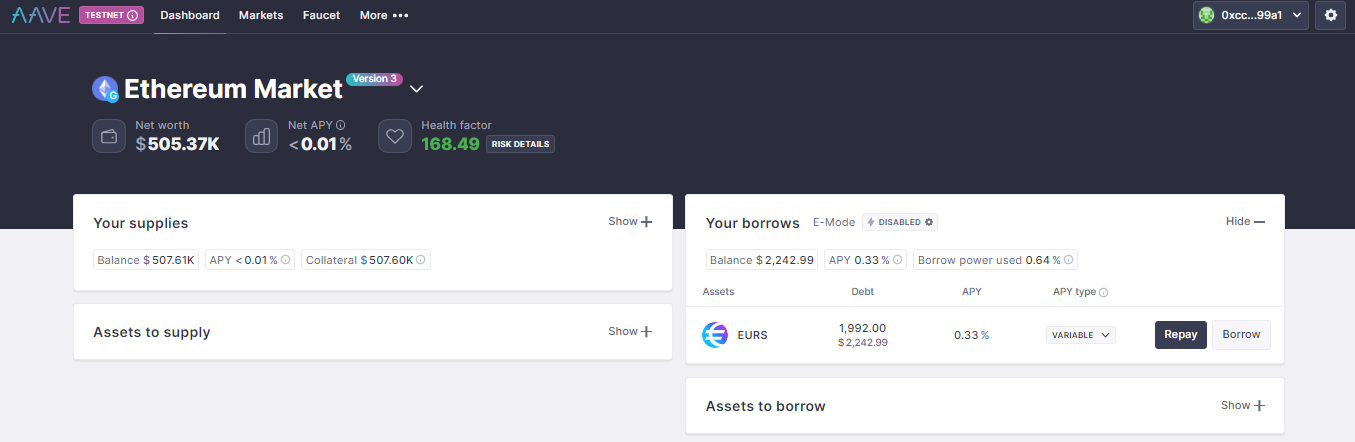 AAVE TESTNET Dashboard Markets Faucet More ••• 0xcc...99a1
Ethereum Market Version 3
G
Net worth
$505.37K
Net APY
<0.01%
Health factor
168.49 RISK DETAILS
Your supplies Show
Balance $507.61K APY <0.01% Collateral $507.60K
Assets to supply Show
Your borrows E-Mode DISABLED Hide
Balance $2,242.99 APY 0.33% Borrow power used 0.64%
Assets Debt APY APY type
EURS 1,992.00 0.33% VARIABLE Repay Borrow
$2,242.99
Assets to borrow Show